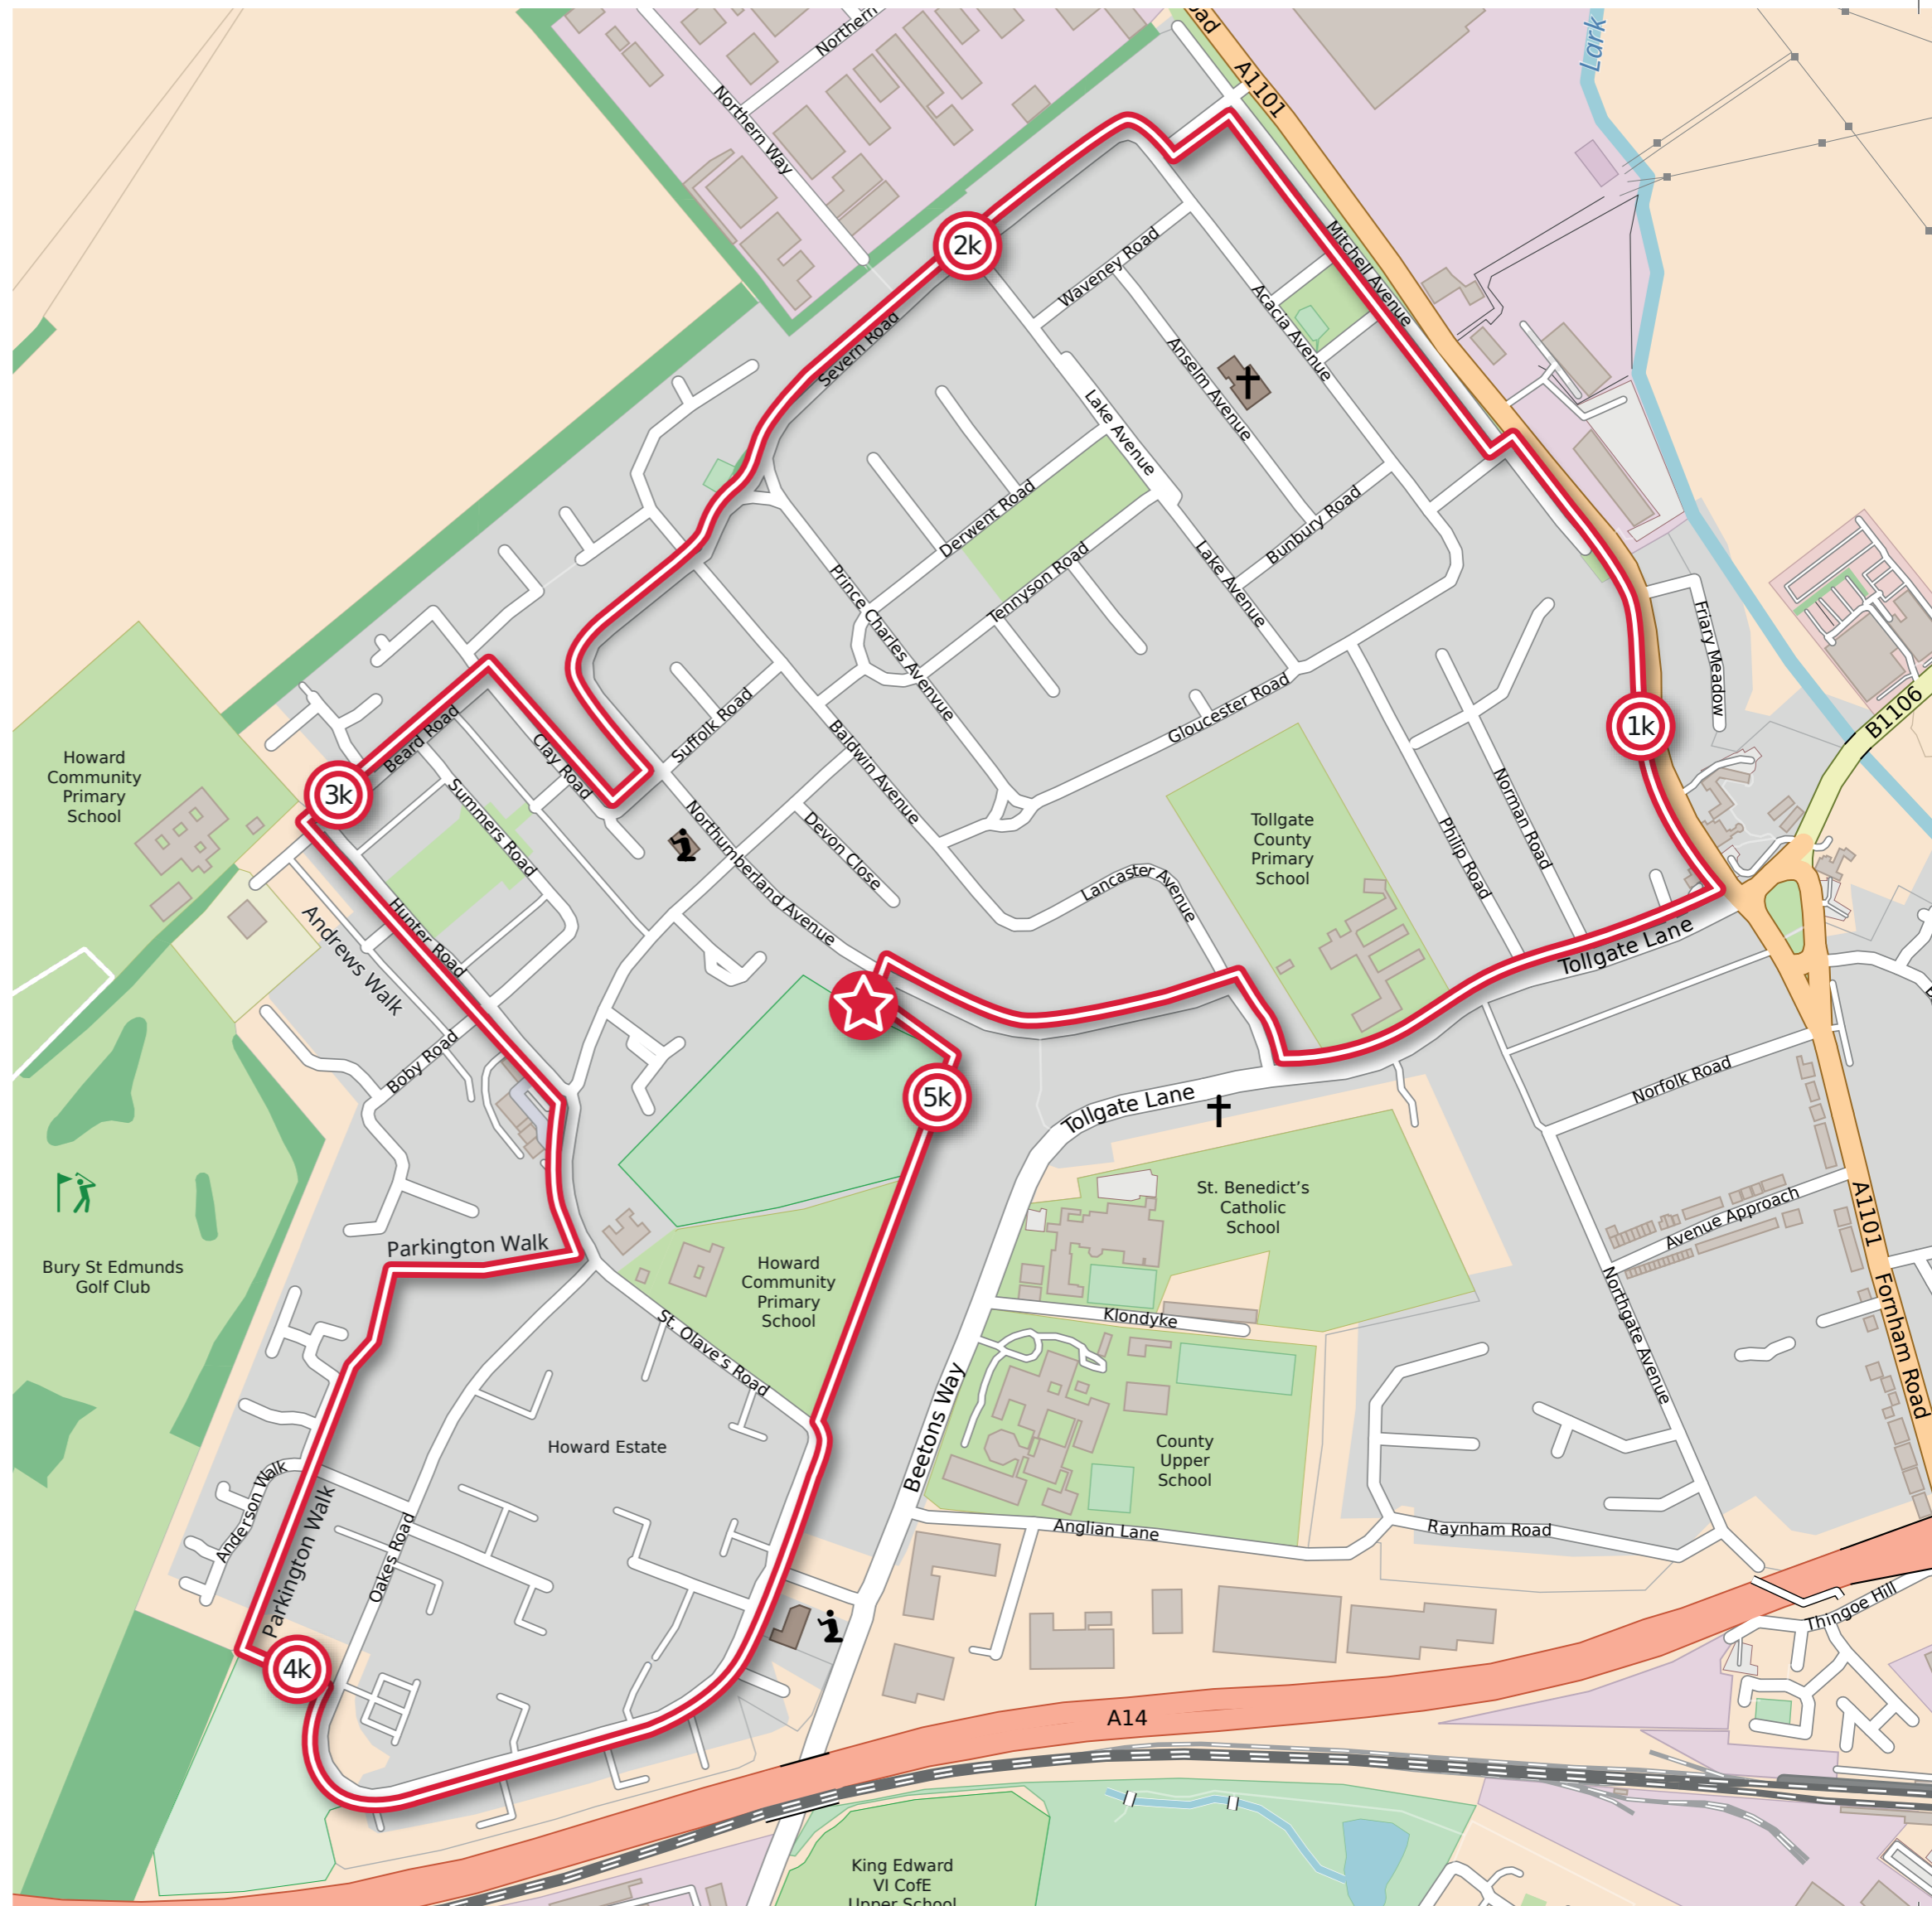 Northern
oad
Lark
A1101
Northern Way
2k
Waveney Road
Mitchell Avenue
Acacia Avenue
Severn Road
Anselm Avenue
Lake Avenue
Derwent Road
Bunbury Road
Tennyson Road
Lake Avenue
Prince Charles Avenvue
Friary Meadow
B1106
Suffolk Road
Gloucester Road
1k
Beard Road
Clay Road
Baldwin Avenue
Howard
Community
Primary
School
3k
Summers Road
Northumberland Avenue
Devon Close
Norman Road
Philip Road
Tollgate
County
Primary
School
Lancaster Avenue
Andrews Walk
Hunter Road
Tollgate Lane
Boby Road
5k
Tollgate Lane
Norfolk Road
St. Benedict's
Catholic
School
Avenue Approach
A1101
Parkington Walk
Bury St Edmunds
Golf Club
Howard
Community
Primary
School
Klondyke
Northgate Avenue
Fornham Road
St. Olave's Road
Beetons Way
Howard Estate
County
Upper
School
Anderson Walk
Parkington Walk
Oakes Road
Anglian Lane
Raynham Road
Thingoe Hill
4k
A14
King Edward
VI CofE
Upper School